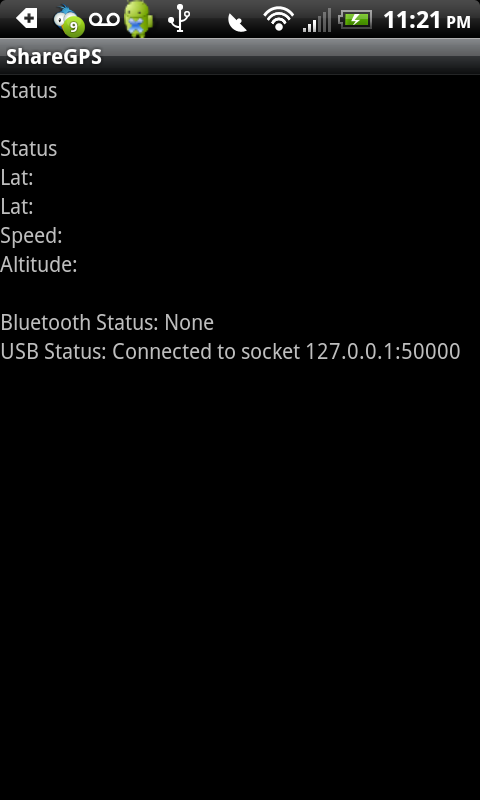 9
11:21 PM
ShareGPS
Status
Status
Lat:
Lat:
Speed:
Altitude:
Bluetooth Status: None
USB Status: Connected to socket 127.0.0.1:50000